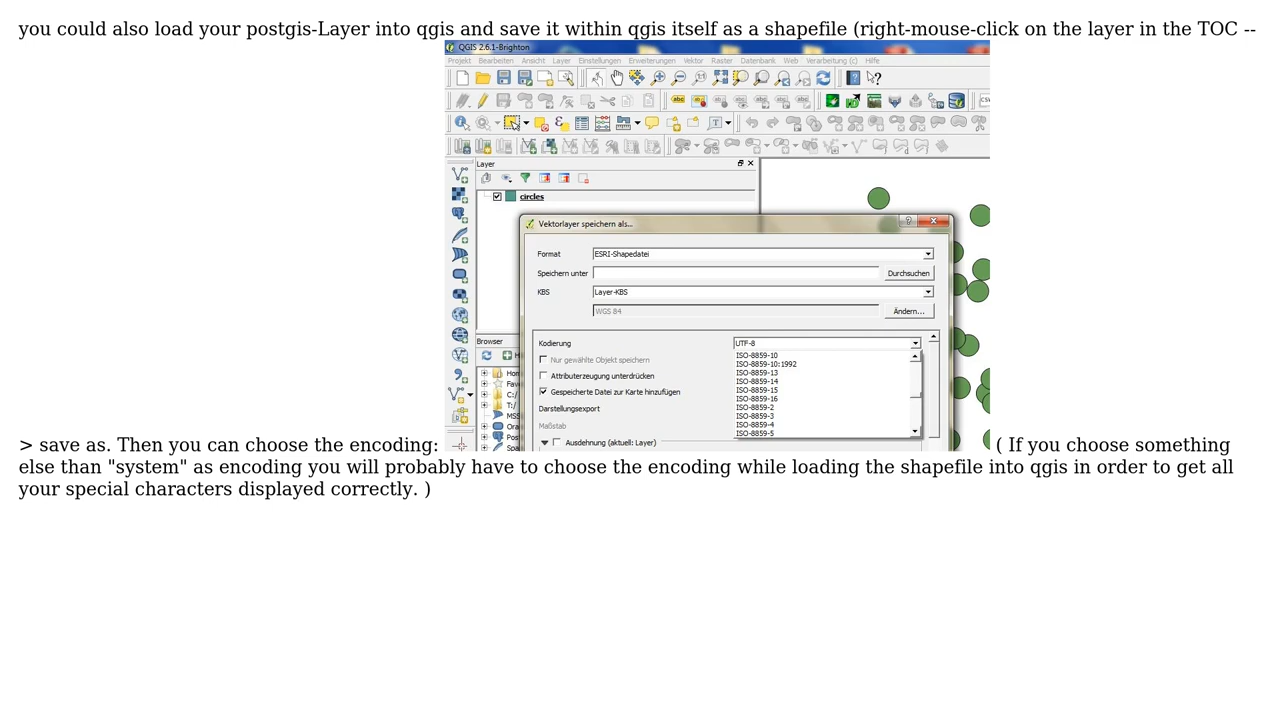 you could also load your postgis-Layer into qgis and save it within qgis itself as a shapefile (right-mouse-click on the layer in the TOC --
QGIS 2.6.1-Brighton
Projekt Bearbeiten Ansicht Layer Einstellungen Erweiterungen Vektor Raster Datenbank Web Verarbeitung (c) Hilfe
Layer
circles
Vektorlayer speichern als...
Format ESRI-Shapedatei
Speichern unter Durchsuchen
KBS Layer-KBS
WGS 84 Ändern...
Browser
Kodierung UTF-8
ISO-8859-10
Nur gewählte Objekt speichern
ISO-8859-10:1992
ISO-8859-13
Attributerzeugung unterdrücken
ISO-8859-14
ISO-8859-15
Gespeicherte Datei zur Karte hinzufügen
ISO-8859-16
Darstellungsexport
ISO-8859-2
ISO-8859-3
Maßstab
ISO-8859-4
ISO-8859-5
Ausdehnung (aktuell: Layer)
C:/
T:/
> save as. Then you can choose the encoding: ( If you choose something
else than "system" as encoding you will probably have to choose the encoding while loading the shapefile into qgis in order to get all
your special characters displayed correctly. )